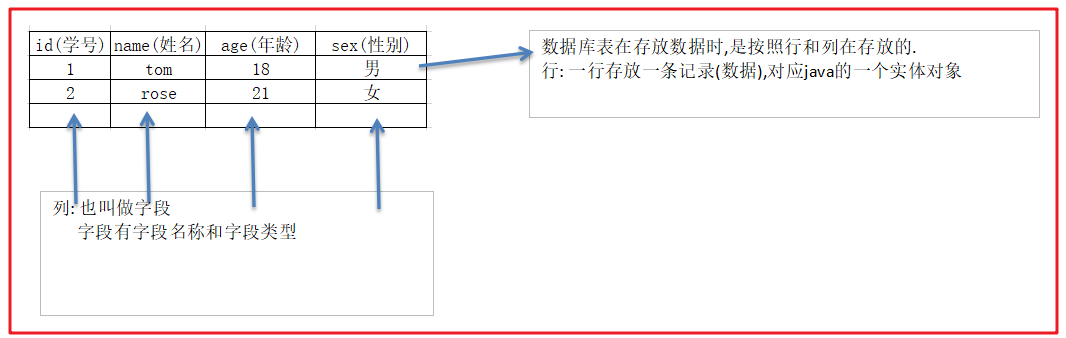 id(学号) name(姓名) age(年龄) sex(性别)
1 tom 18 男
2 rose 21 女
数据库表在存放数据时,是按照行和列在存放的.
行: 一行存放一条记录(数据),对应java的一个实体对象
列: 也叫做字段
字段有字段名称和字段类型